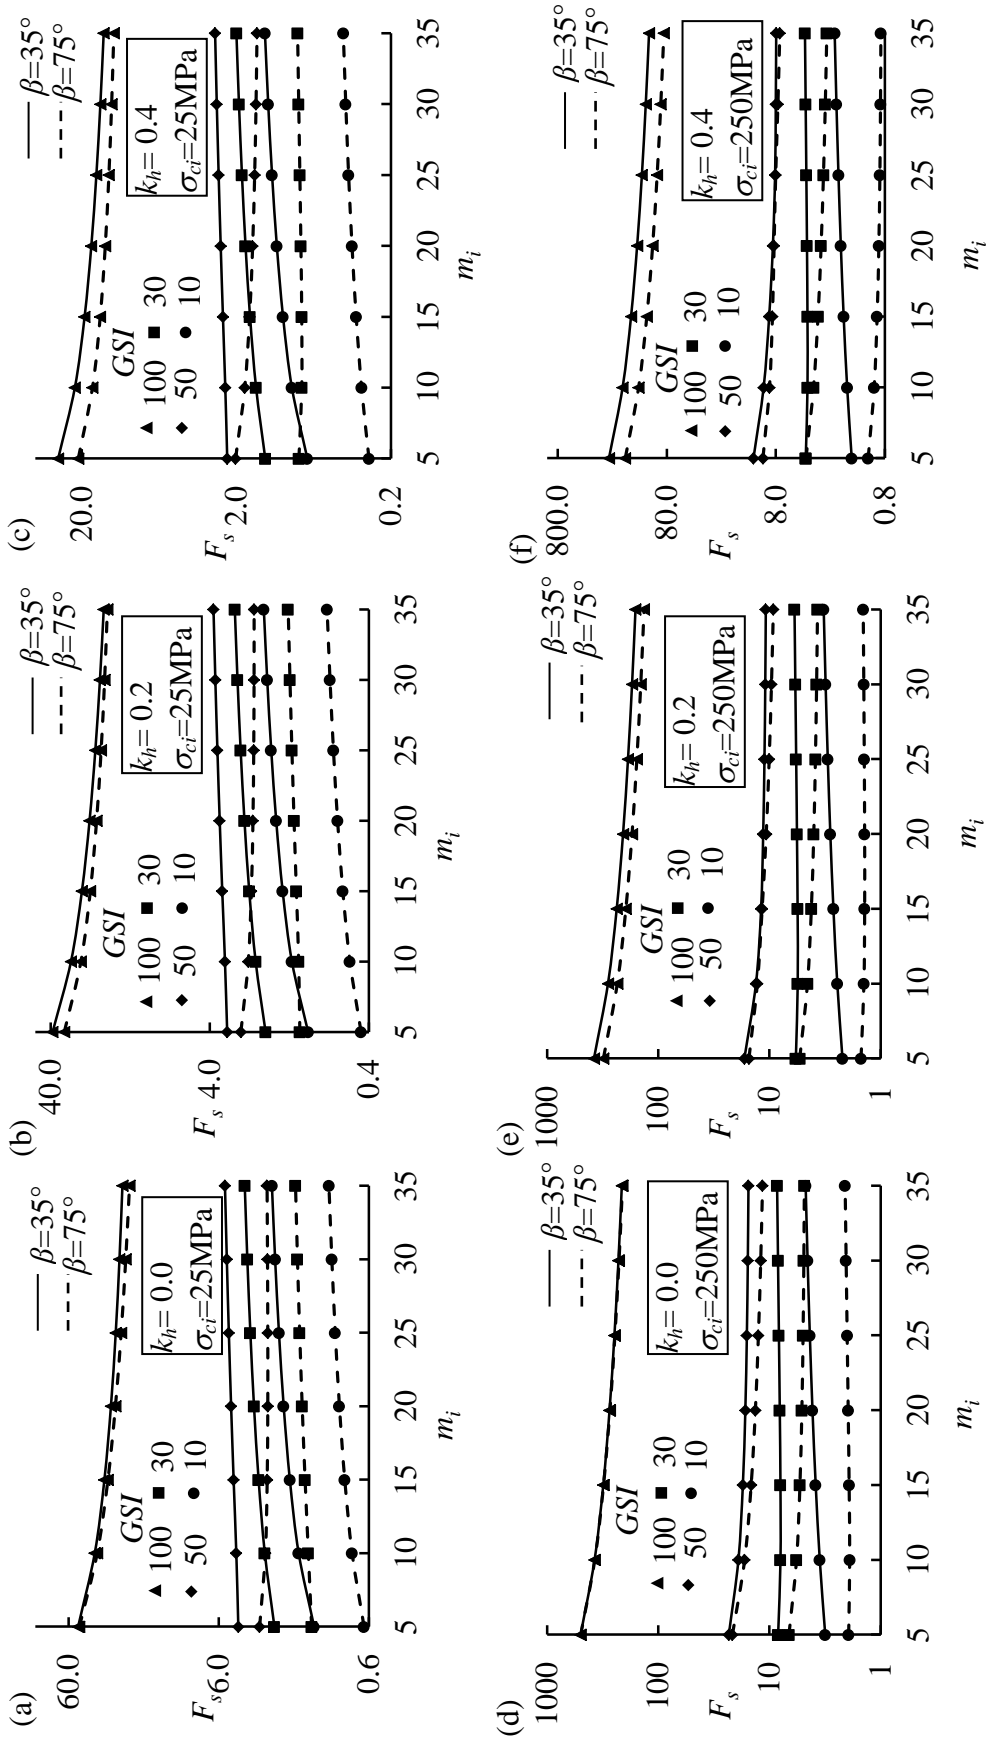 (a)
β=35°
β=75°
60.0
k_h= 0.0
σ_ci=25MPa
GSI
▲ 100 ■ 30
◆ 50 ● 10
F_s 6.0
0.6
5 10 15 20 25 30 35
m_i
(b)
β=35°
β=75°
40.0
k_h= 0.2
σ_ci=25MPa
GSI
▲ 100 ■ 30
◆ 50 ● 10
F_s 4.0
0.4
5 10 15 20 25 30 35
m_i
(c)
β=35°
β=75°
20.0
k_h= 0.4
σ_ci=25MPa
GSI
▲ 100 ■ 30
◆ 50 ● 10
F_s 2.0
0.2
5 10 15 20 25 30 35
m_i
(d)
1000
β=35°
β=75°
100
k_h= 0.0
σ_ci=250MPa
GSI
▲ 100 ■ 30
◆ 50 ● 10
F_s
10
1
5 10 15 20 25 30 35
m_i
(e)
1000
β=35°
β=75°
100
k_h= 0.2
σ_ci=250MPa
GSI
▲ 100 ■ 30
◆ 50 ● 10
F_s
10
1
5 10 15 20 25 30 35
m_i
(f)
800.0
β=35°
β=75°
80.0
k_h= 0.4
σ_ci=250MPa
GSI
▲ 100 ■ 30
◆ 50 ● 10
F_s
8.0
0.8
5 10 15 20 25 30 35
m_i